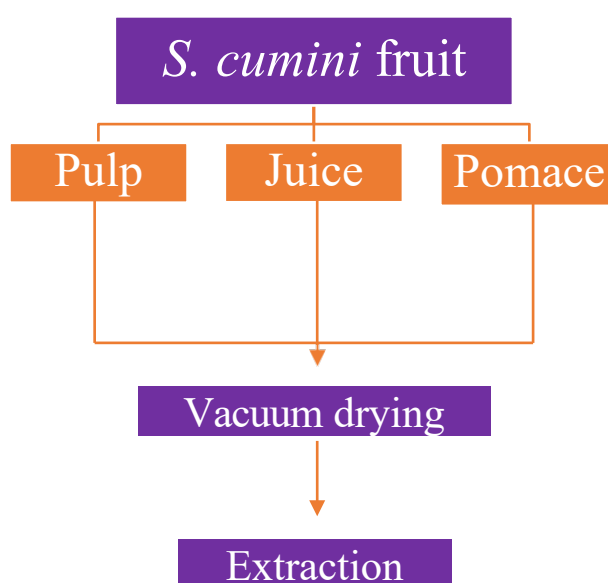 S. cumini fruit
Pulp
Juice
Pomace
Vacuum drying
Extraction